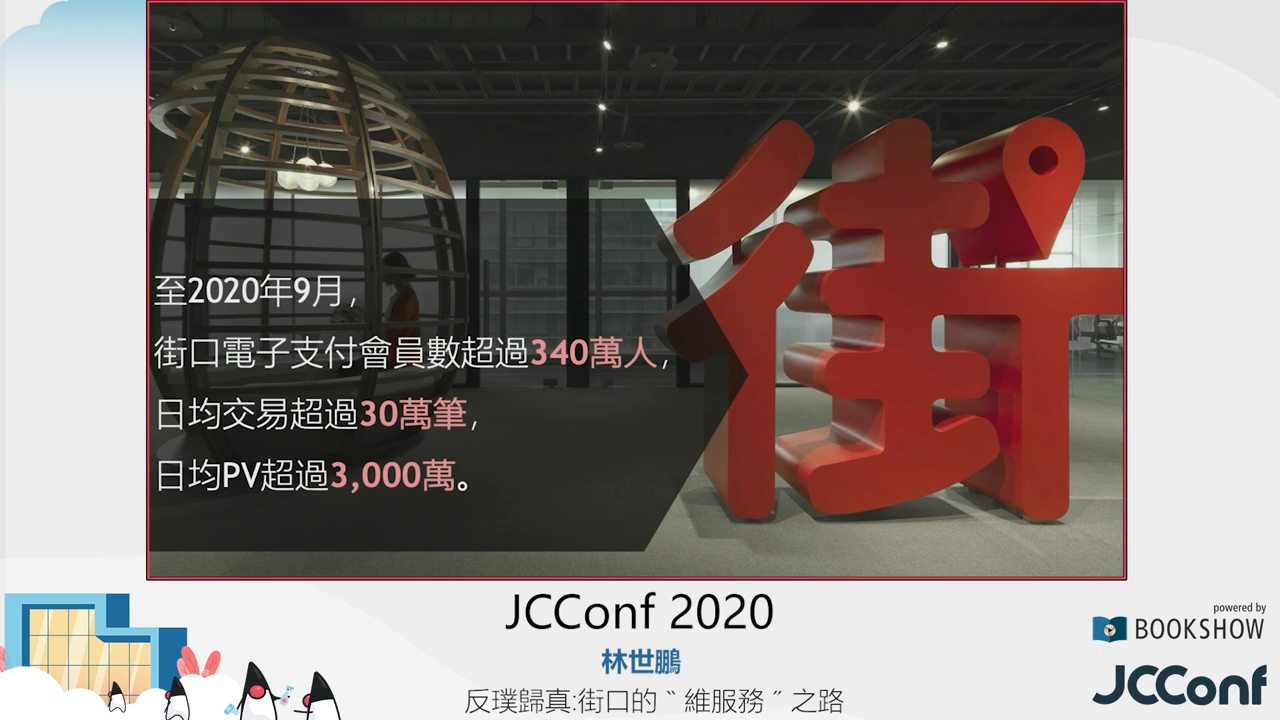 街
至2020年9月，
街口電子支付會員數超過340萬人，
日均交易超過30萬筆，
日均PV超過3,000萬。
JCConf 2020
林世鵬
反璞歸真:街口的〝維服務〞之路
powered by
BOOKSHOW
JCConf